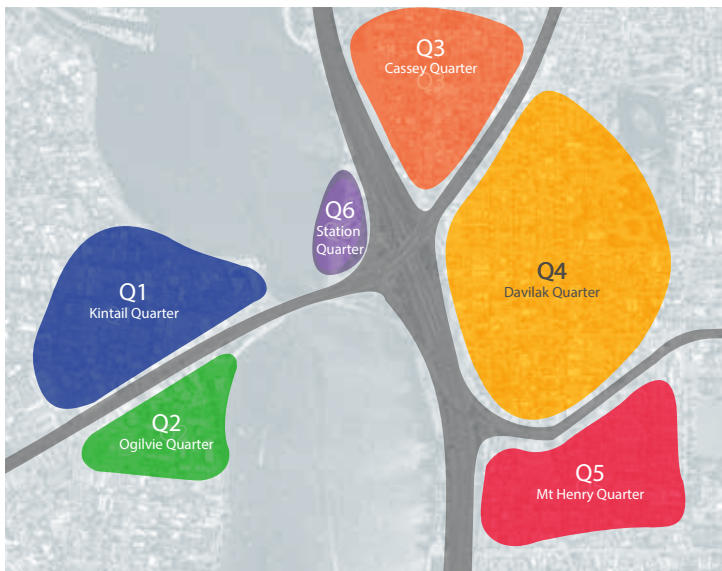 Q3
Cassey Quarter
Q6
Station
Quarter
Q1
Kintail Quarter
Q4
Davilak Quarter
Q2
Ogilvie Quarter
Q5
Mt Henry Quarter